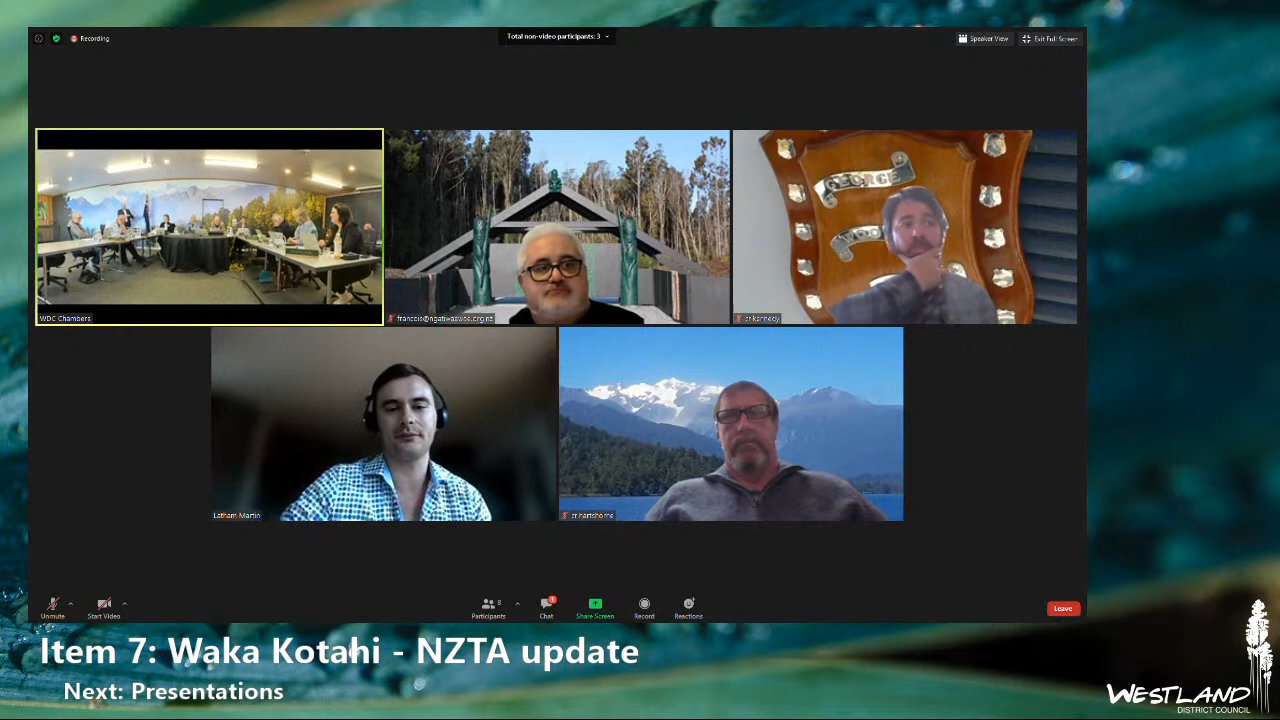 Recording
Total non-video participants: 3
Speaker View
Exit Full Screen
GEORGE
WDC Chambers
francois@ngatiwaewae.org.nz
cr.kennedy
Latham Martin
cr.hartshorne
Unmute
Start Video
Participants
8
Chat
1
Share Screen
Record
Reactions
Leave
Item 7: Waka Kotahi - NZTA update
Next: Presentations
WESTLAND
DISTRICT COUNCIL